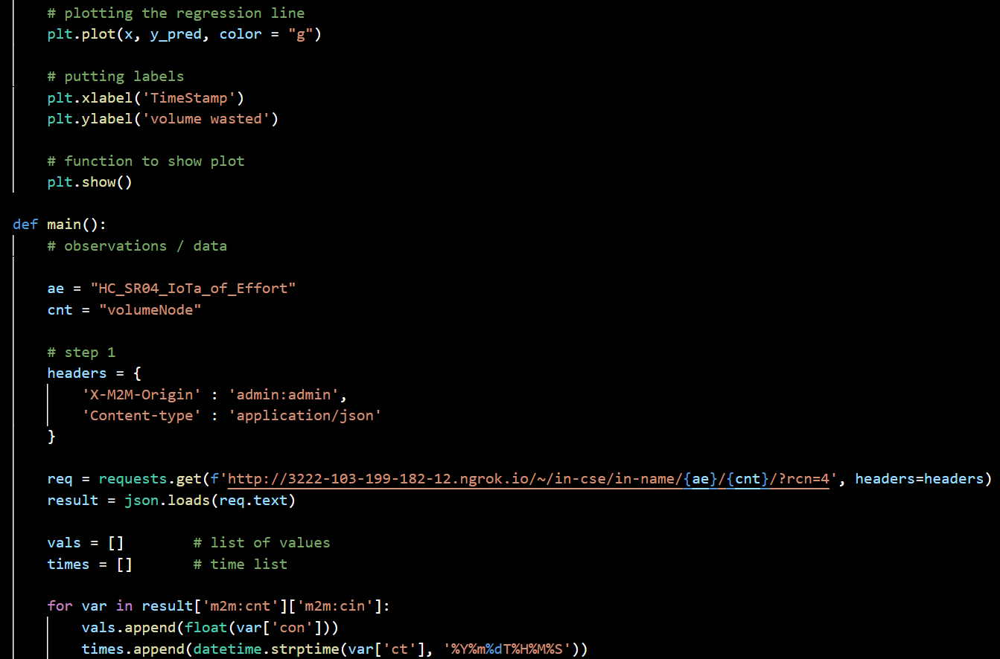 # plotting the regression line
plt.plot(x, y_pred, color = "g")
# putting labels
plt.xlabel('TimeStamp')
plt.ylabel('volume wasted')
# function to show plot
plt.show()
def main():
# observations / data
ae = "HC_SR04_IoTa_of_Effort"
cnt = "volumeNode"
# step 1
headers = {
'X-M2M-Origin' : 'admin:admin',
'Content-type' : 'application/json'
}
req = requests.get(f'http://3222-103-199-182-12.ngrok.io/~/in-cse/in-name/{ae}/{cnt}/?rcn=4', headers=headers)
result = json.loads(req.text)
vals = [] # list of values
times = [] # time list
for var in result['m2m:cnt']['m2m:cin']:
vals.append(float(var['con']))
times.append(datetime.strptime(var['ct'], '%Y%m%dT%H%M%S'))